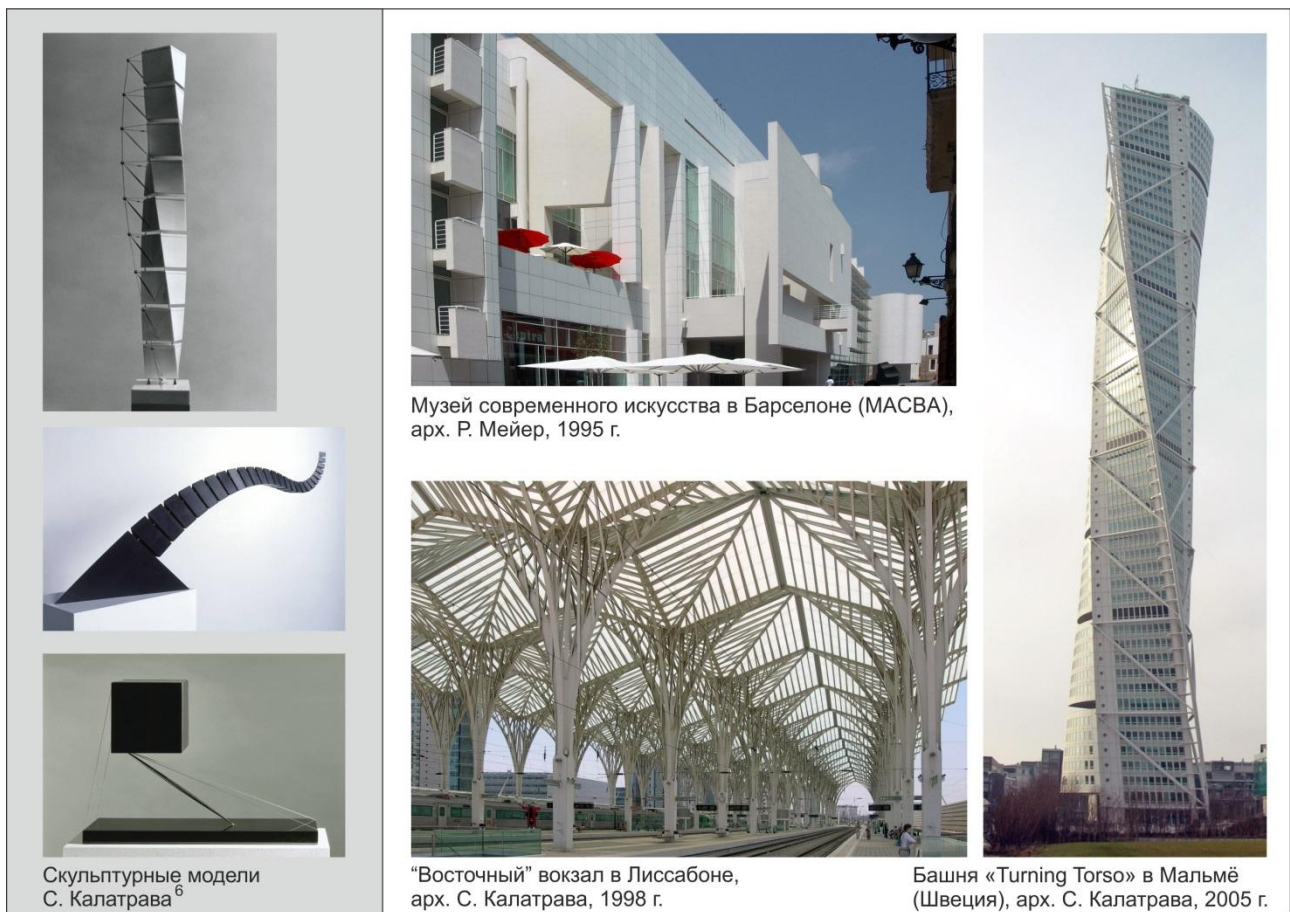 Central
Музей современного искусства в Барселоне (MACBA),
арх. Р. Мейер, 1995 г.
Скульптурные модели
С. Калатрава 6
“Восточный” вокзал в Лиссабоне,
арх. С. Калатрава, 1998 г.
Башня «Turning Torso» в Мальмё
(Швеция), арх. С. Калатрава, 2005 г.